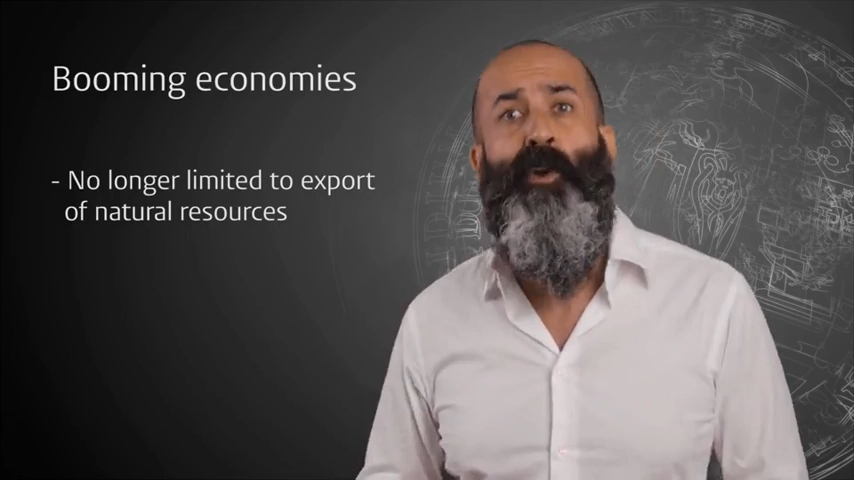 Booming economies
- No longer limited to export
of natural resources